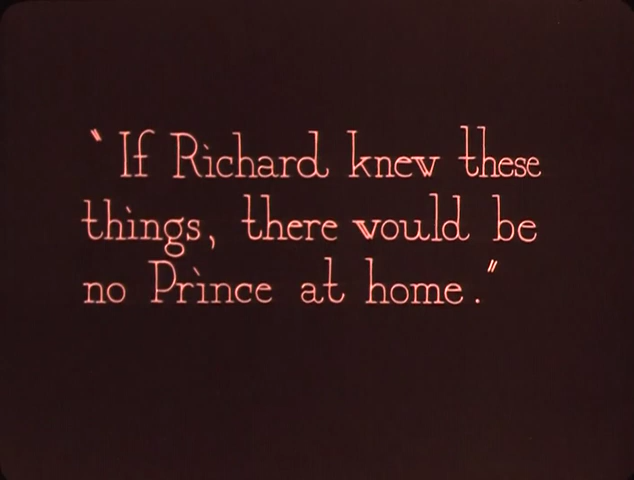 "If Richard knew these
things, there would be
no Prince at home."